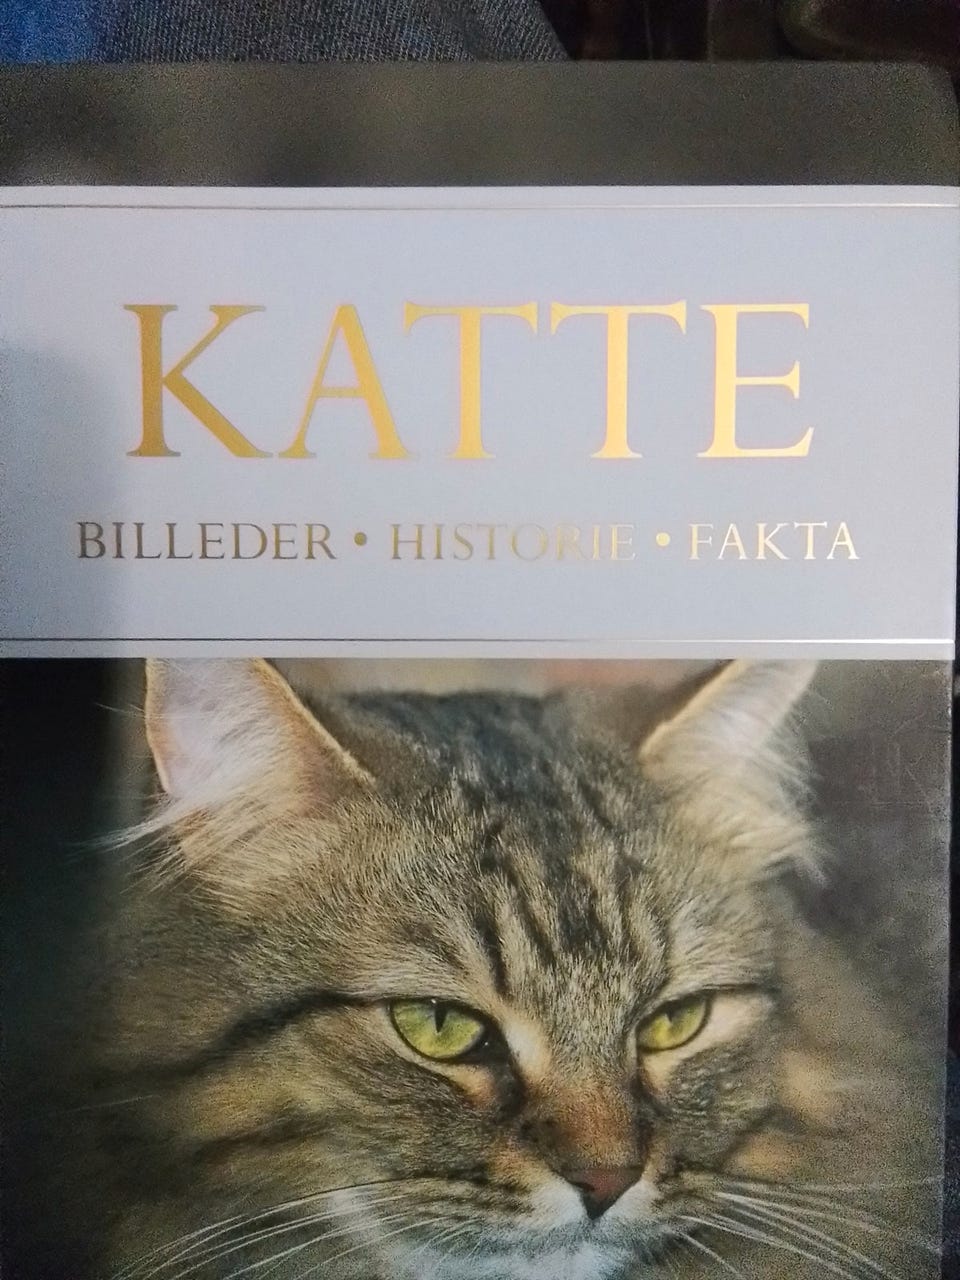 KATTE
BILLEDER • HISTORIE • FAKTA